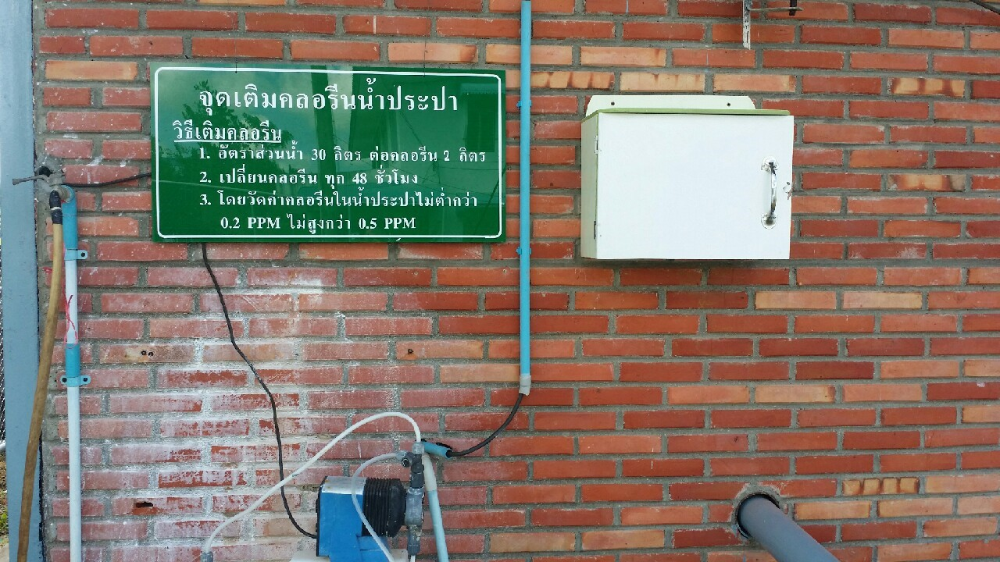 จุดเติมคลอรีนน้ำประปา
วิธีเติมคลอรีน
1. อัตราส่วนน้ำ 30 ลิตร ต่อคลอรีน 2 ลิตร
2. เปลี่ยนคลอรีน ทุก 48 ชั่วโมง
3. โดยวัดค่าคลอรีนในน้ำประปาไม่ต่ำกว่า
0.2 PPM ไม่สูงกว่า 0.5 PPM